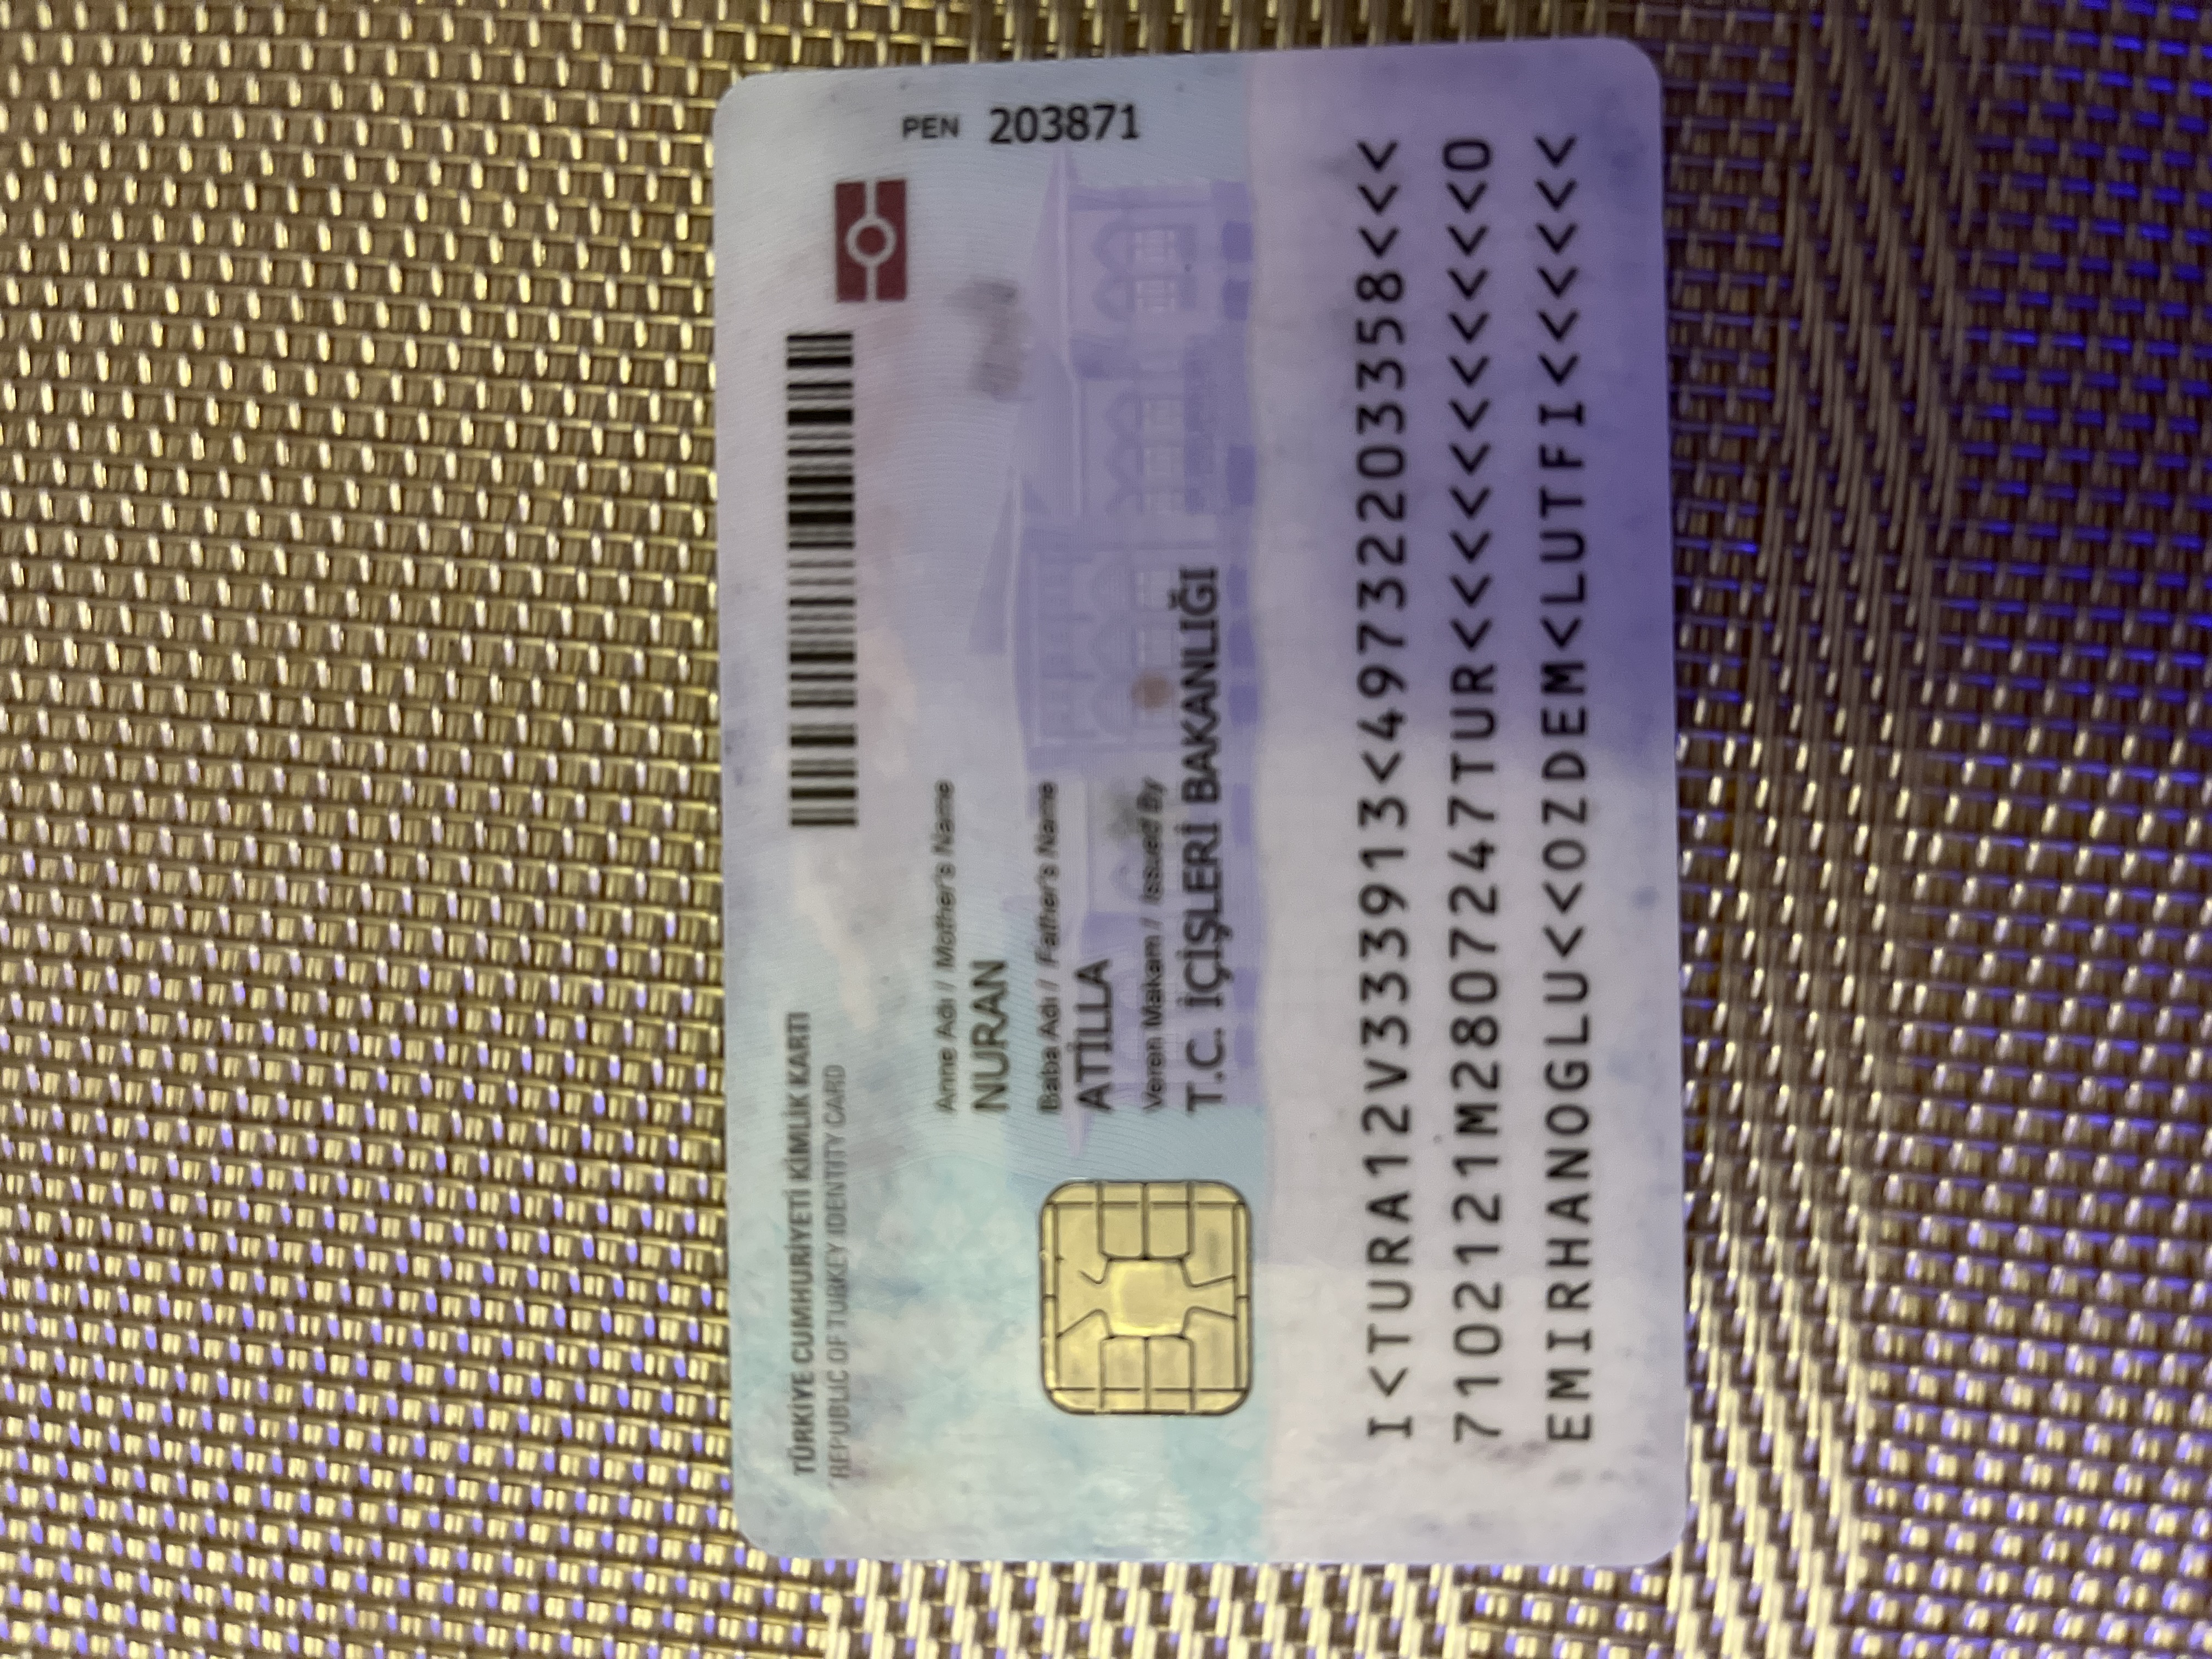 TÜRKİYE CUMHURİYETİ KİMLİK KARTI
REPUBLIC OF TURKEY IDENTITY CARD
Anne Adı / Mother's Name
NURAN
Baba Adı / Father's Name
ATİLLA
Veren Makam / Issued By
T.C. İÇİŞLERİ BAKANLIĞI
PEN 203871
I<TURA12V333913<49732203358<<<
7102121M2807247TUR<<<<<<<<<<<0
EMIRHANOGLU<<OZDEM<LUTFI<<<<<<